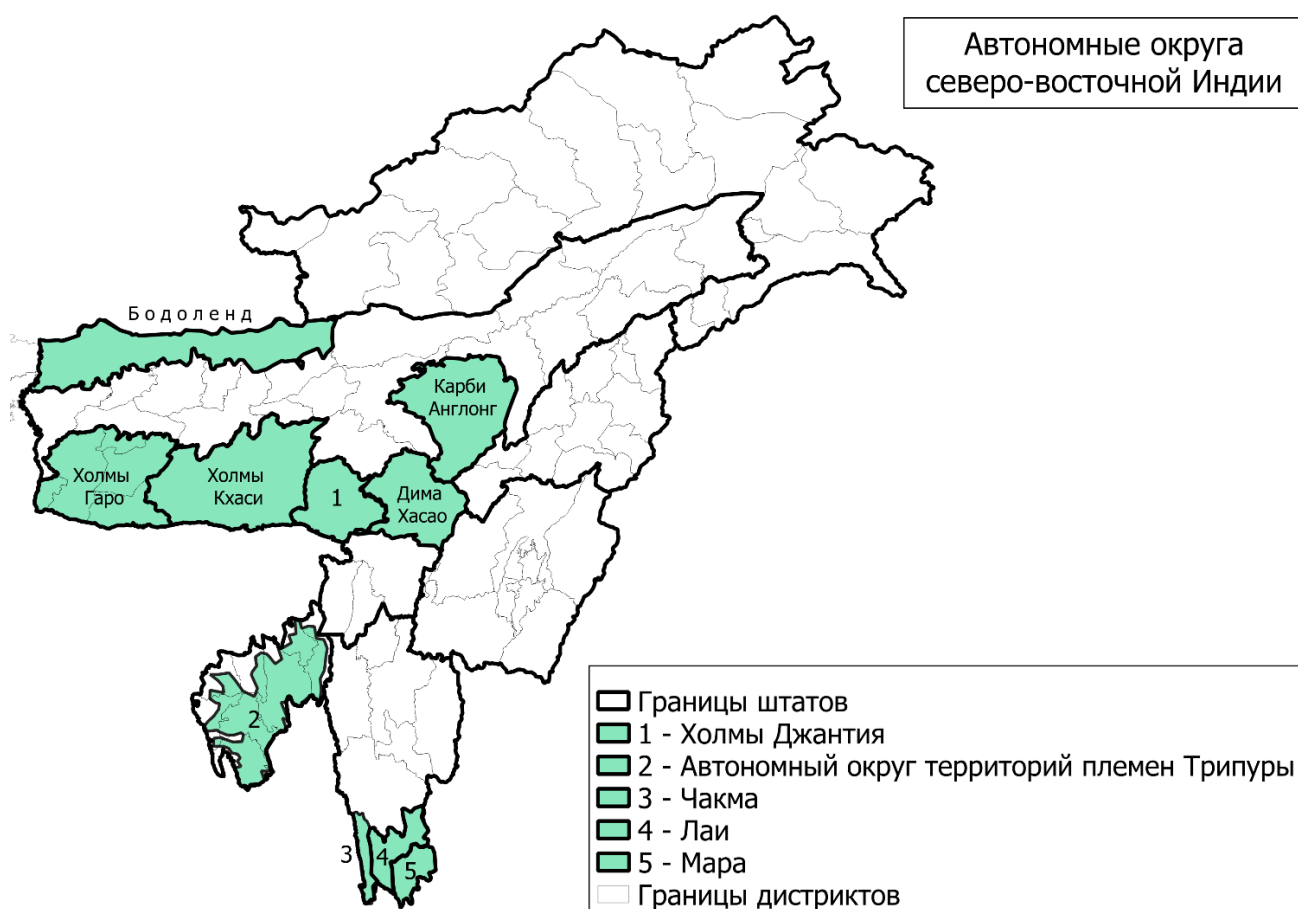 Автономные округа
северо-восточной Индии
Бодоленд
Карби
Англонг
Холмы
Гаро
Холмы
Кхаси
1
Дима
Хасао
2
3
4
5
Границы штатов
1 - Холмы Джантия
2 - Автономный округ территорий племен Трипуры
3 - Чакма
4 - Лаи
5 - Мара
Границы дистриктов